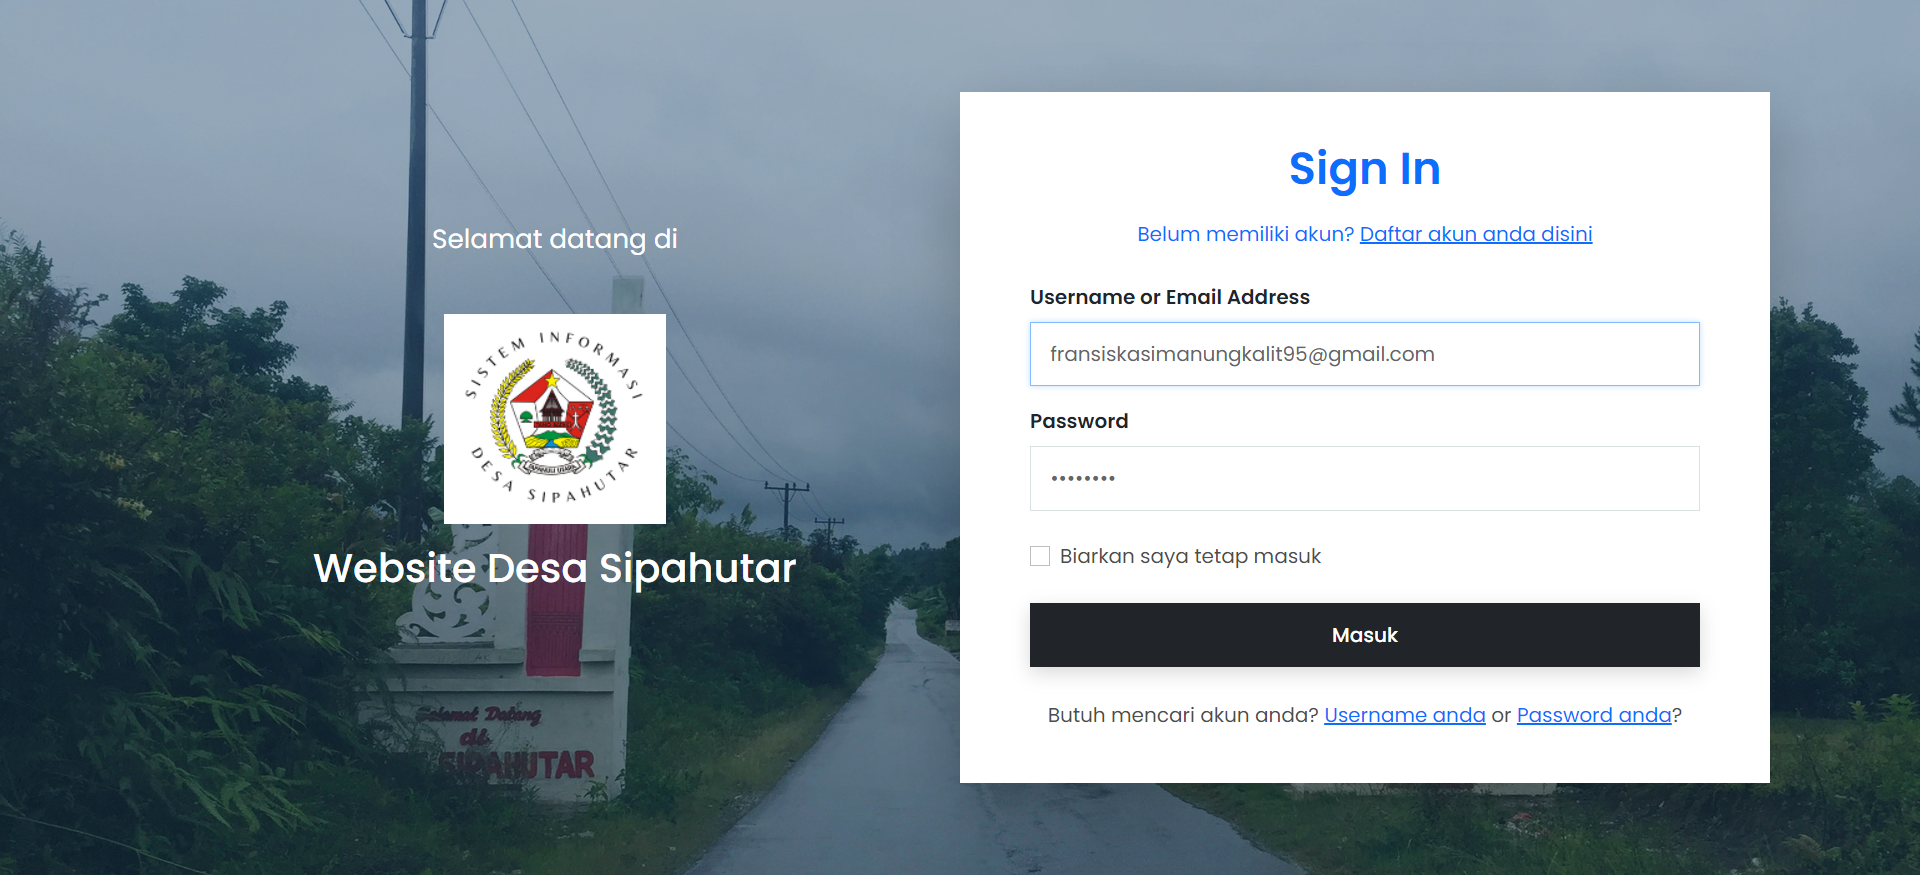 Selamat datang di
SISTEM INFORMASI
DESA SIPAHUTAR
Website Desa Sipahutar
Selamat Datang
di
SIPAHUTAR
Sign In
Belum memiliki akun? Daftar akun anda disini
Username or Email Address
fransiskasimanungkalit95@gmail.com
Password
••••••••
Biarkan saya tetap masuk
Masuk
Butuh mencari akun anda? Username anda or Password anda?